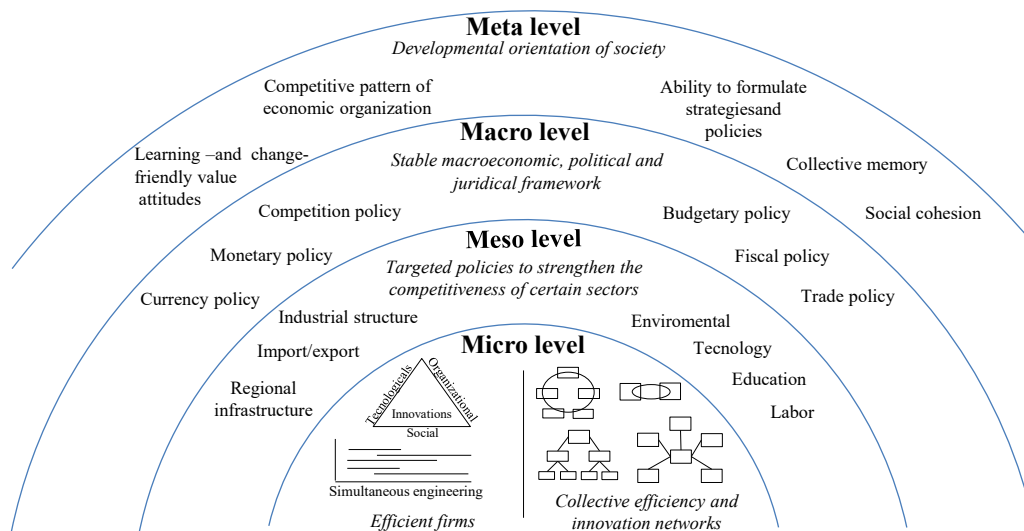 Meta level
Developmental orientation of society
Competitive pattern of
economic organization
Ability to formulate
strategiesand
policies
Learning –and change-
friendly value
attitudes
Collective memory
Social cohesion
Macro level
Stable macroeconomic, political and
juridical framework
Competition policy
Monetary policy
Currency policy
Budgetary policy
Fiscal policy
Trade policy
Meso level
Targeted policies to strengthen the
competitiveness of certain sectors
Industrial structure
Import/export
Regional
infrastructure
Enviromental
Tecnology
Education
Labor
Micro level
Tecnologicals
Organizational
Innovations
Social
Simultaneous engineering
Efficient firms
Collective efficiency and
innovation networks